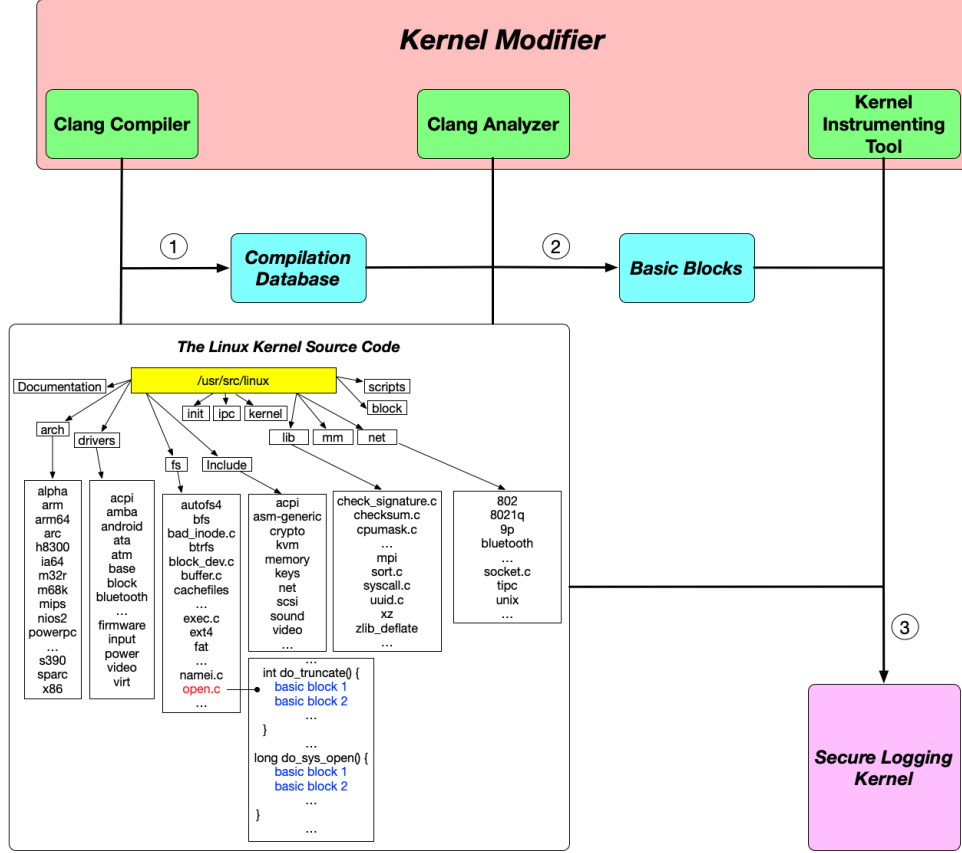 Kernel Modifier
Clang Compiler
Clang Analyzer
Kernel
Instrumenting
Tool
1
Compilation
Database
2
Basic Blocks
The Linux Kernel Source Code
/usr/src/linux
Documentation
scripts
block
init
ipc
kernel
arch
drivers
lib
mm
net
fs
Include
alpha
arm
arm64
arc
h8300
ia64
m32r
m68k
mips
nios2
powerpc
...
s390
sparc
x86
acpi
amba
android
ata
atm
base
block
bluetooth
...
firmware
input
power
video
virt
autofs4
bfs
bad_inode.c
btrfs
block_dev.c
buffer.c
cachefiles
...
exec.c
ext4
fat
...
namei.c
open.c
...
acpi
asm-generic
crypto
kvm
memory
keys
net
scsi
sound
video
...
check_signature.c
checksum.c
cpumask.c
...
mpi
sort.c
syscall.c
uuid.c
xz
zlib_deflate
...
802
8021q
9p
bluetooth
...
socket.c
tipc
unix
...
...
int do_truncate() {
basic block 1
basic block 2
...
}
...
long do_sys_open() {
basic block 1
basic block 2
...
}
...
3
Secure Logging
Kernel